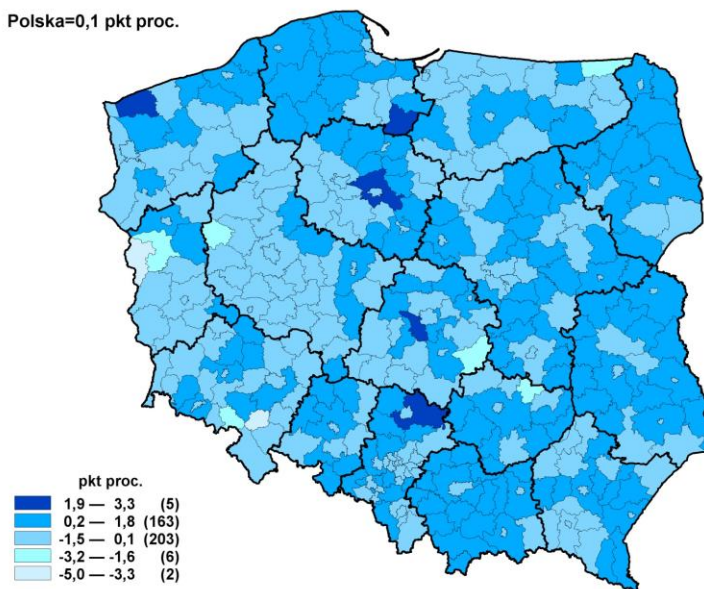 Polska=0,1 pkt proc.
pkt proc.
1,9 — 3,3 (5)
0,2 — 1,8 (163)
-1,5 — 0,1 (203)
-3,2 — -1,6 (6)
-5,0 — -3,3 (2)